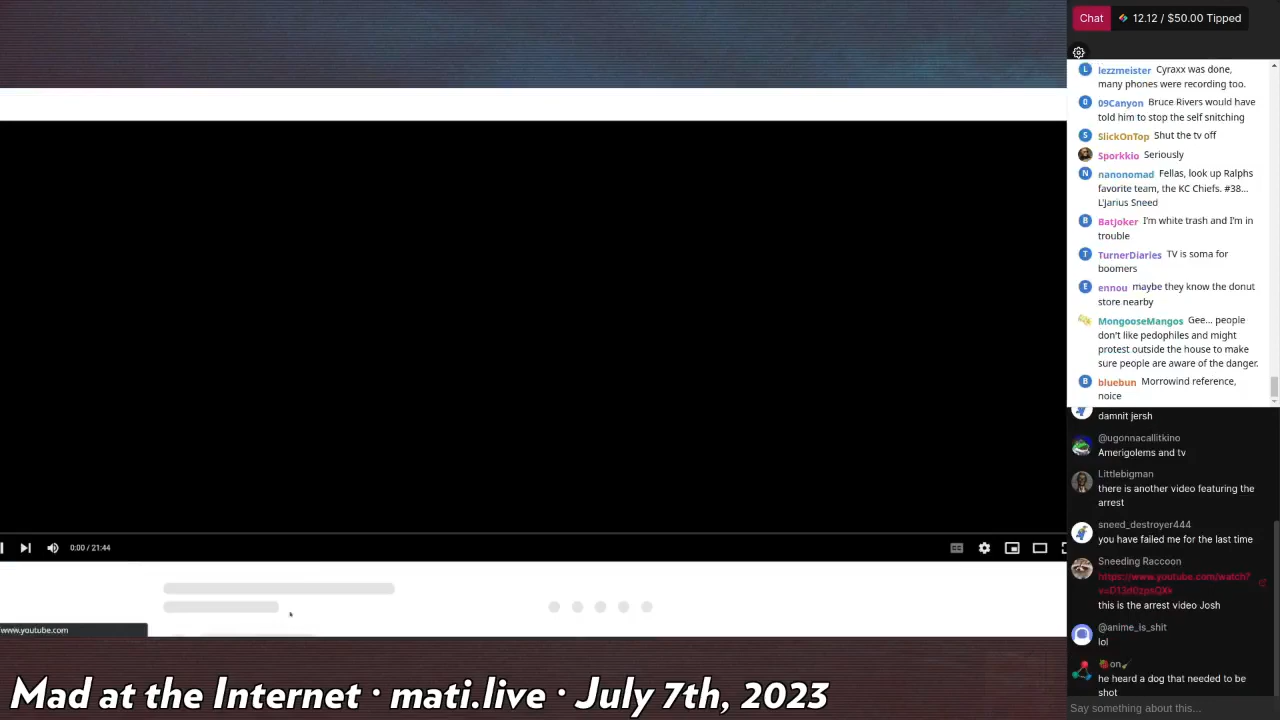 Chat 12.12 / $50.00 Tipped
lezzmeister Cyraxx was done,
many phones were recording too.
09Canyon Bruce Rivers would have
told him to stop the self snitching
SlickOnTop Shut the tv off
Sporkkio Seriously
nanonomad Fellas, look up Ralphs
favorite team, the KC Chiefs. #38...
L'Jarius Sneed
BatJoker I'm white trash and I'm in
trouble
TurnerDiaries TV is soma for
boomers
ennou maybe they know the donut
store nearby
MongooseMangos Gee... people
don't like pedophiles and might
protest outside the house to make
sure people are aware of the danger.
bluebun Morrowind reference,
noice
damnit jersh
@ugonnacallitkino
Amerigolems and tv
Littlebigman
there is another video featuring the
arrest
sneed_destroyer444
you have failed me for the last time
Sneeding Raccoon
https://www.youtube.com/watch?
v=D13d0zpsQXk
this is the arrest video Josh
@anime_is_shit
lol
🍓on🎻
he heard a dog that needed to be
shot
Say something about this...
0:00 / 21:44
www.youtube.com
Mad at the Internet · mati.live · July 7th, 2023